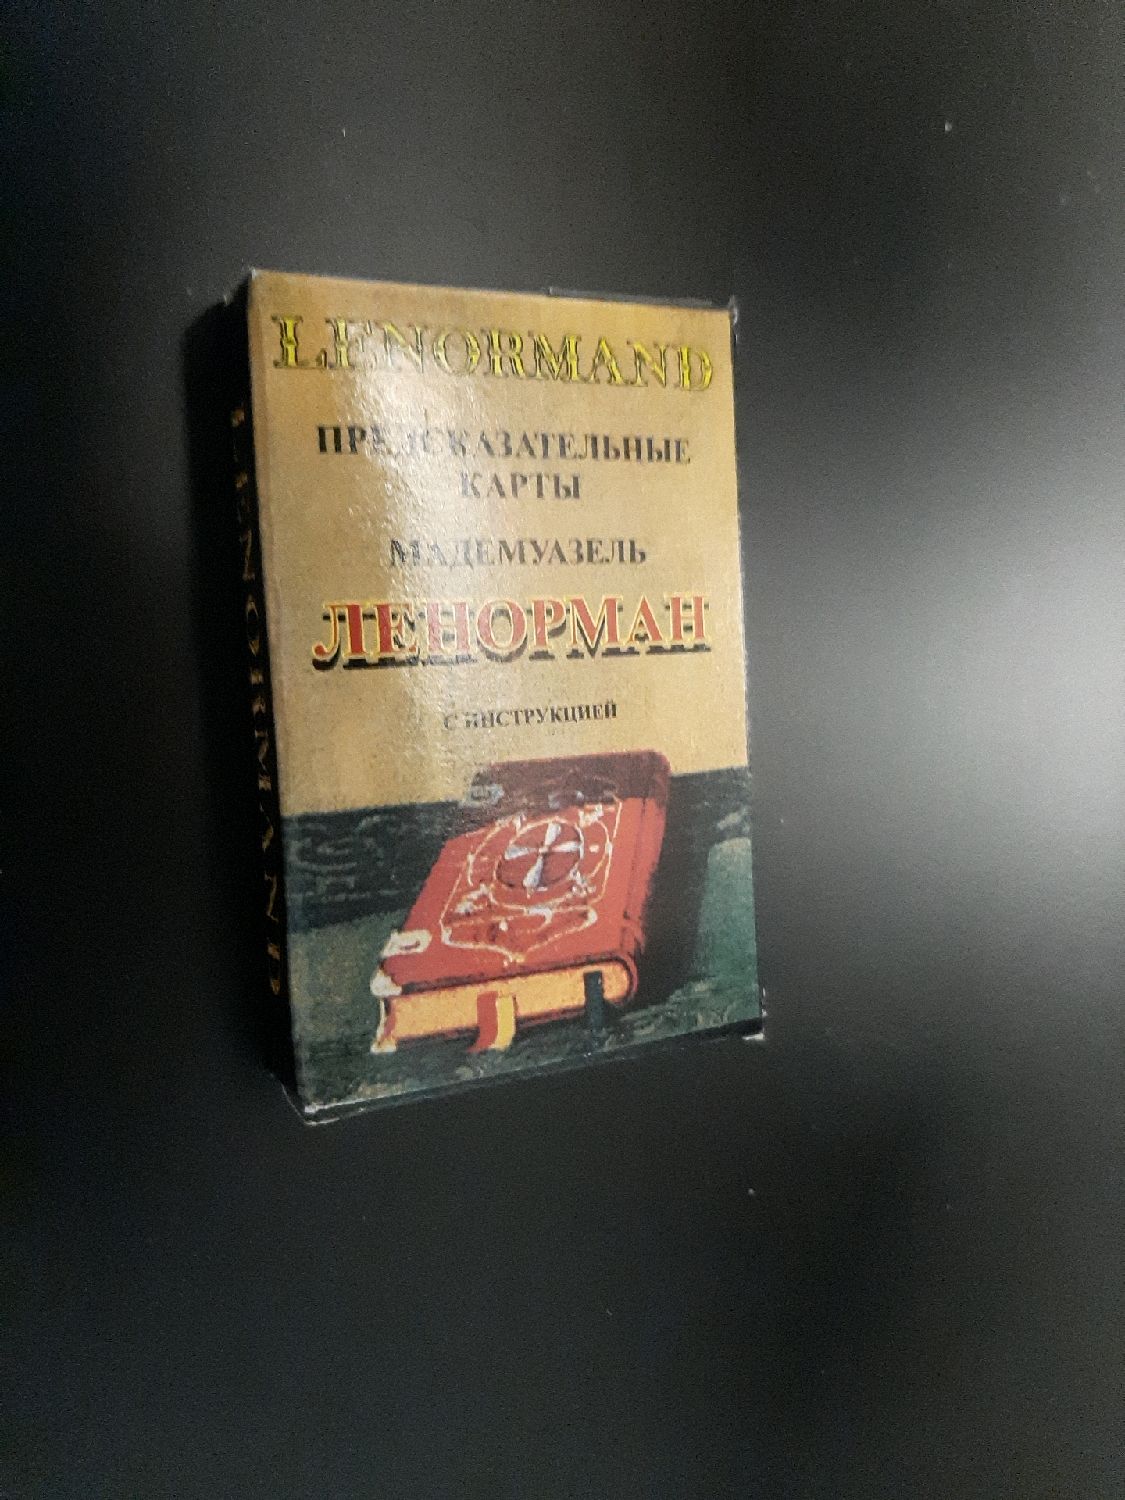 LENORMAND
ПРЕДСКАЗАТЕЛЬНЫЕ
КАРТЫ
МАДЕМУАЗЕЛЬ
ЛЕНОРМАН
С ИНСТРУКЦИЕЙ
LENORMAND